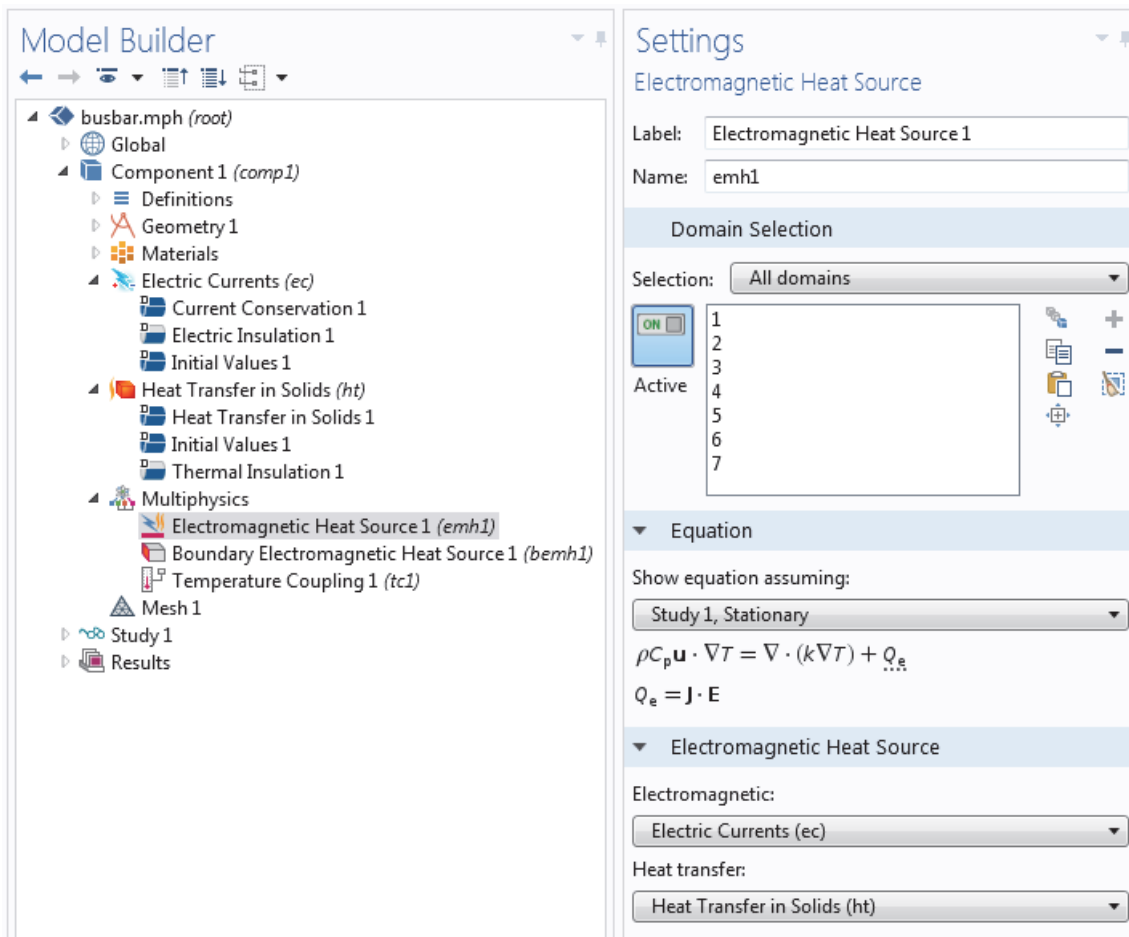 Model Builder
busbar.mph (root)
Global
Component 1 (comp1)
Definitions
Geometry 1
Materials
Electric Currents (ec)
D Current Conservation 1
D Electric Insulation 1
D Initial Values 1
Heat Transfer in Solids (ht)
D Heat Transfer in Solids 1
D Initial Values 1
D Thermal Insulation 1
Multiphysics
Electromagnetic Heat Source 1 (emh1)
Boundary Electromagnetic Heat Source 1 (bemh1)
Temperature Coupling 1 (tc1)
Mesh 1
Study 1
Results
Settings
Electromagnetic Heat Source
Label: Electromagnetic Heat Source 1
Name: emh1
Domain Selection
Selection: All domains
ON
Active
1
2
3
4
5
6
7
Equation
Show equation assuming:
Study 1, Stationary
ρCₚ𝐮 · ∇T = ∇ · (k∇T) + Qₑ
Qₑ = 𝐉 · 𝐄
Electromagnetic Heat Source
Electromagnetic:
Electric Currents (ec)
Heat transfer:
Heat Transfer in Solids (ht)